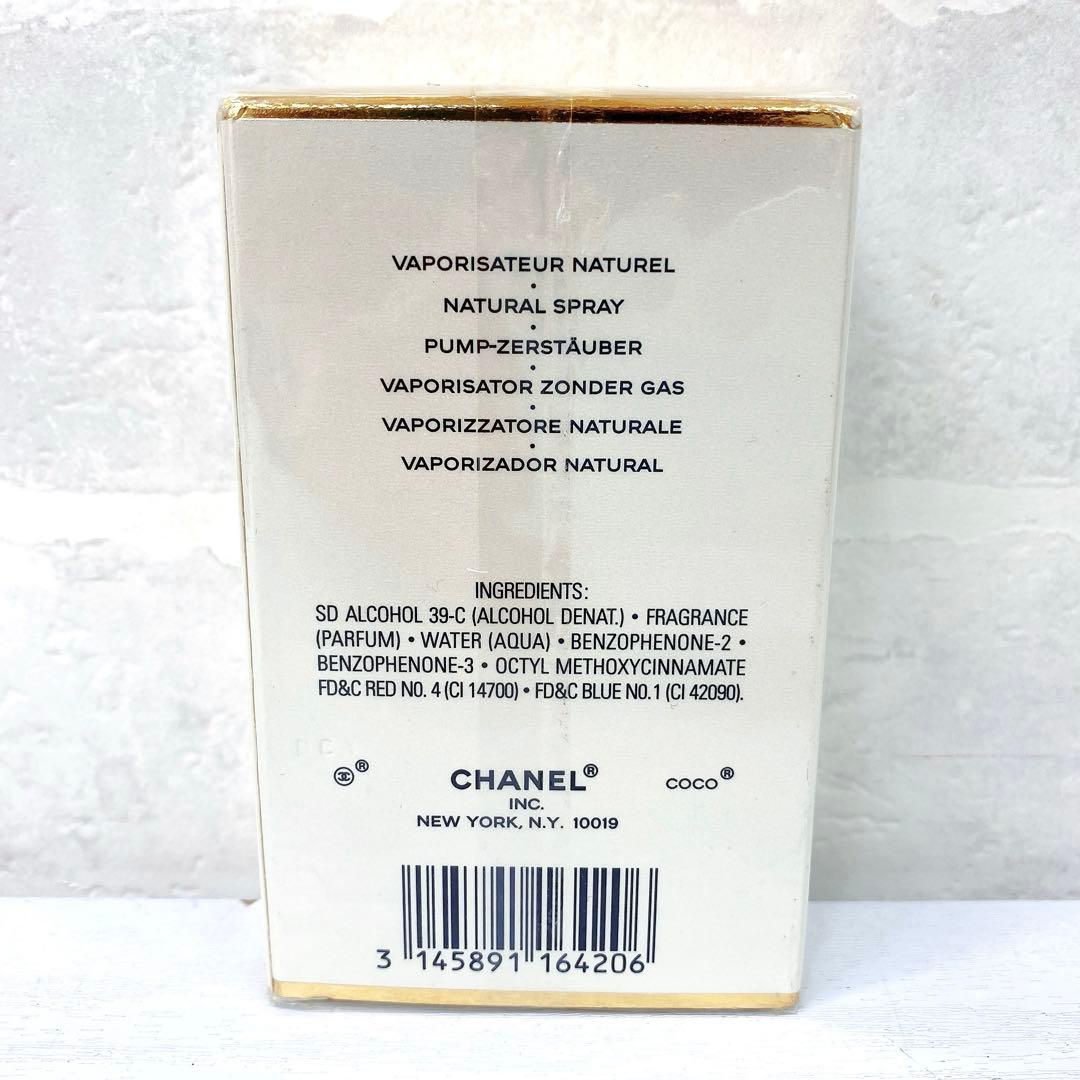 VAPORISATEUR NATUREL
•
NATURAL SPRAY
•
PUMP-ZERSTÄUBER
•
VAPORISATOR ZONDER GAS
•
VAPORIZZATORE NATURALE
•
VAPORIZADOR NATURAL
INGREDIENTS:
SD ALCOHOL 39-C (ALCOHOL DENAT.) • FRAGRANCE
(PARFUM) • WATER (AQUA) • BENZOPHENONE-2 •
BENZOPHENONE-3 • OCTYL METHOXYCINNAMATE
FD&C RED NO. 4 (CI 14700) • FD&C BLUE NO. 1 (CI 42090).
® CHANEL® COCO®
INC.
NEW YORK, N.Y. 10019
3 145891 164206